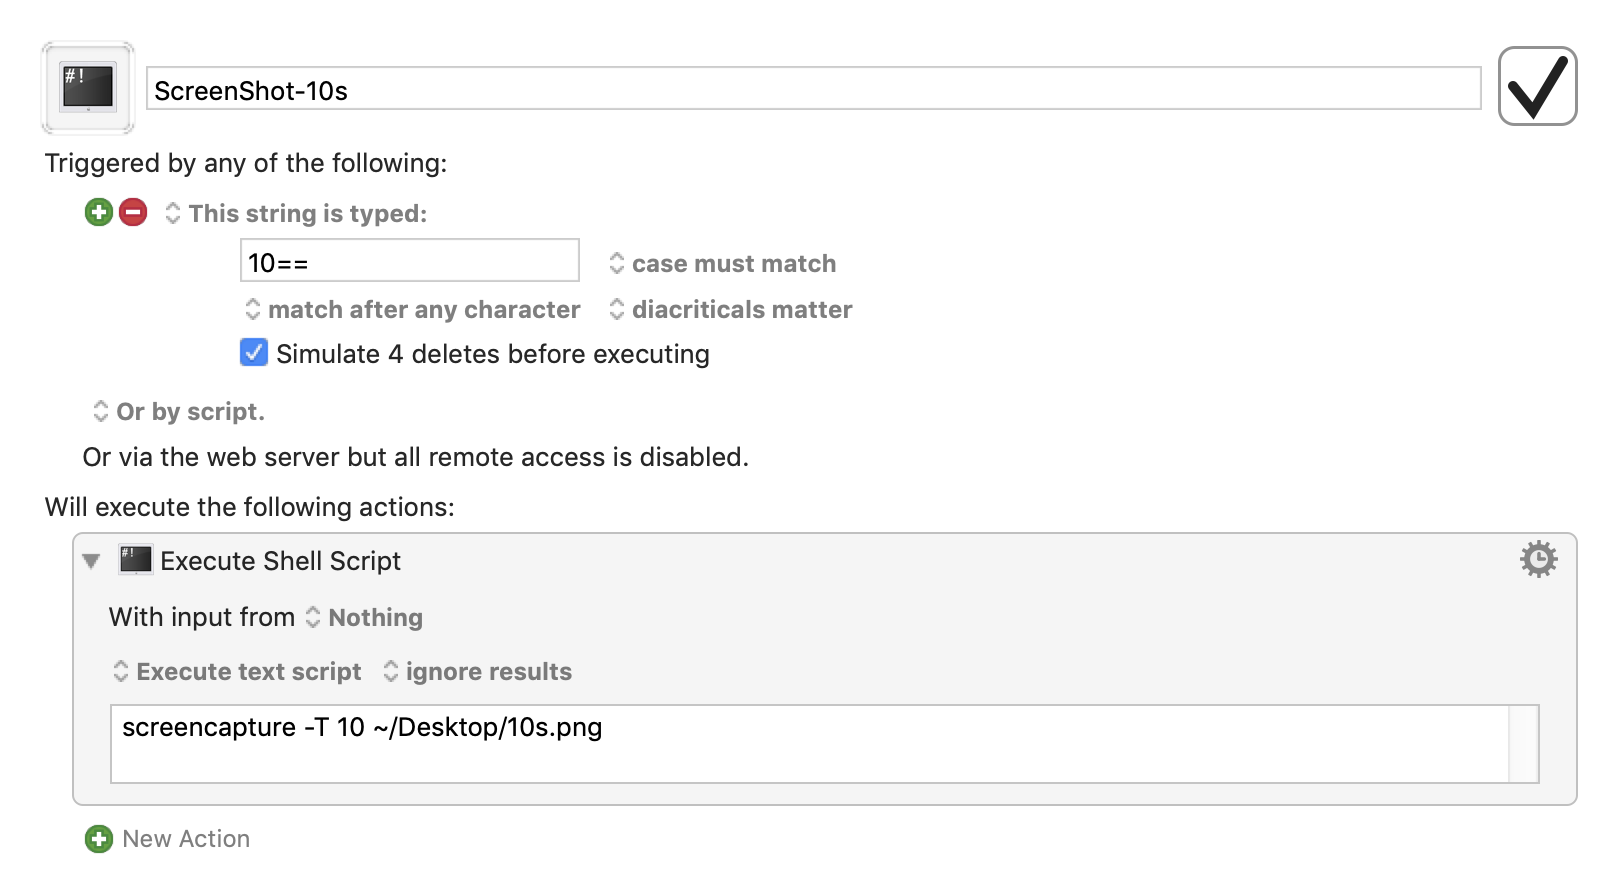 #!
ScreenShot-10s
Triggered by any of the following:
This string is typed:
10==
case must match
match after any character
diacriticals matter
Simulate 4 deletes before executing
Or by script.
Or via the web server but all remote access is disabled.
Will execute the following actions:
#! Execute Shell Script
With input from Nothing
Execute text script ignore results
screencapture -T 10 ~/Desktop/10s.png
New Action